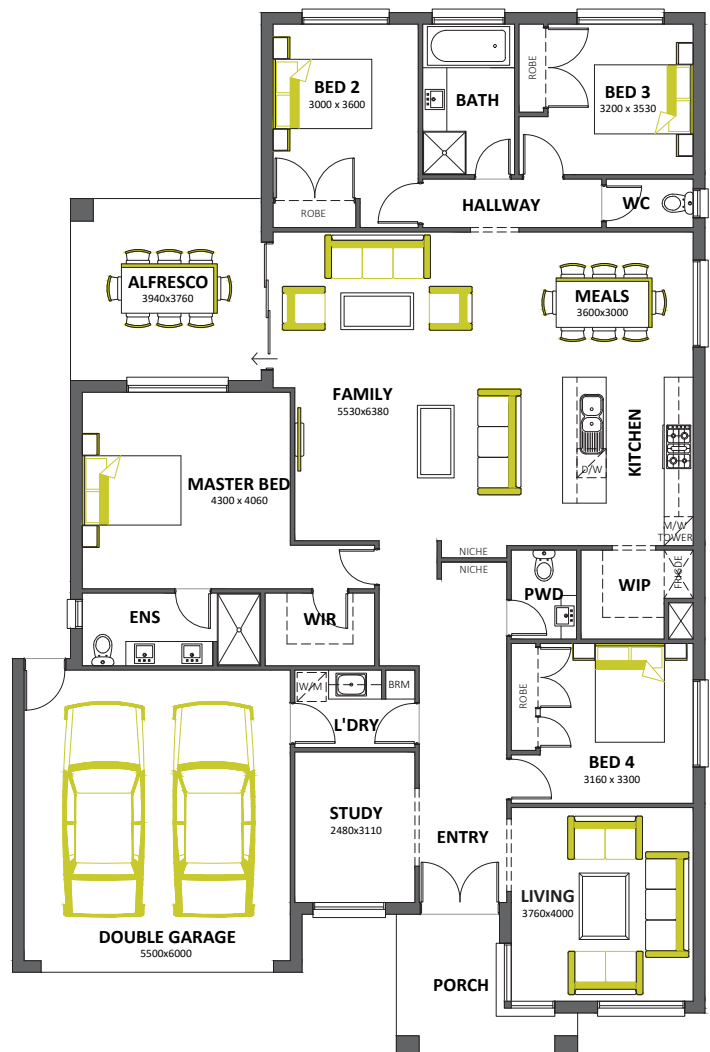 BED 2
3000 x 3600
ROBE
BATH
ROBE
BED 3
3200 x 3530
HALLWAY
WC
ALFRESCO
3940x3760
MEALS
3600x3000
FAMILY
5530x6380
KITCHEN
D/W
M/W
TOWER
MASTER BED
4300 x 4060
NICHE
NICHE
FRIGDE
WIP
PWD
ENS
WIR
W/M
BRM
L'DRY
ROBE
BED 4
3160 x 3300
STUDY
2480x3110
ENTRY
LIVING
3760x4000
DOUBLE GARAGE
5500x6000
PORCH